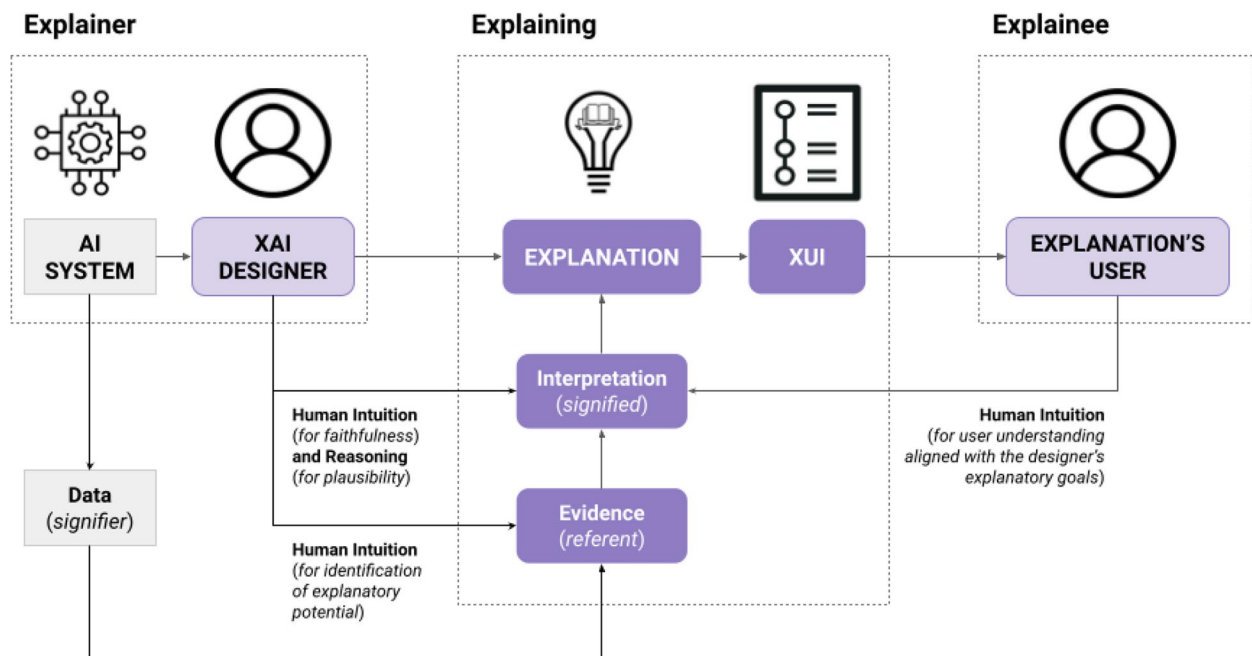 Explainer
Explaining
Explainee
AI
SYSTEM
XAI
DESIGNER
EXPLANATION
XUI
EXPLANATION'S
USER
Interpretation
(signified)
Human Intuition
(for faithfulness)
and Reasoning
(for plausibility)
Human Intuition
(for user understanding
aligned with the designer's
explanatory goals)
Data
(signifier)
Evidence
(referent)
Human Intuition
(for identification
of explanatory
potential)